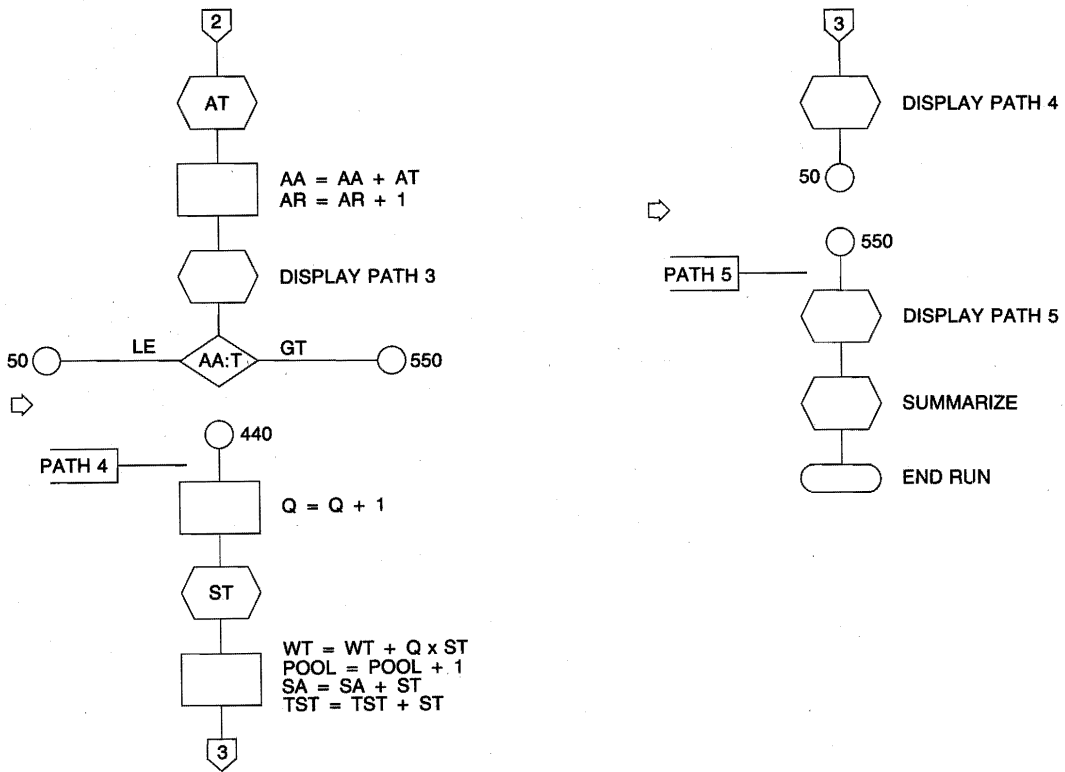 2
AT
AA = AA + AT
AR = AR + 1
DISPLAY PATH 3
50
LE
AA:T
GT
550
440
PATH 4
Q = Q + 1
ST
WT = WT + Q x ST
POOL = POOL + 1
SA = SA + ST
TST = TST + ST
3
3
DISPLAY PATH 4
50
550
PATH 5
DISPLAY PATH 5
SUMMARIZE
END RUN